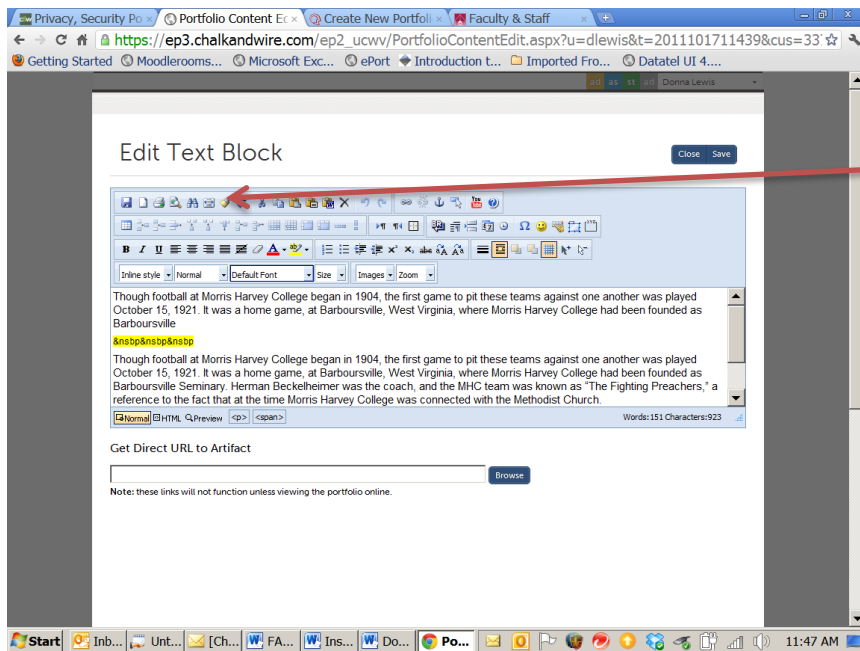 Privacy, Security Po
Portfolio Content Ec
Create New Portfoli
Faculty & Staff
https://ep3.chalkandwire.com/ep2_ucwv/PortfolioContentEdit.aspx?u=dlewis&t=2011101711439&cus=33
Getting Started
Moodlerooms...
Microsoft Exc...
ePort
Introduction t...
Imported Fro...
Datatel UI 4....
ad as st ad Donna Lewis
Edit Text Block
Close Save
B I U
Inline style Normal Default Font Size Images Zoom
Though football at Morris Harvey College began in 1904, the first game to pit these teams against one another was played
October 15, 1921. It was a home game, at Barboursville, West Virginia, where Morris Harvey College had been founded as
Barboursville
&nsbp&nsbp&nsbp
Though football at Morris Harvey College began in 1904, the first game to pit these teams against one another was played
October 15, 1921. It was a home game, at Barboursville, West Virginia, where Morris Harvey College had been founded as
Barboursville Seminary. Herman Beckelheimer was the coach, and the MHC team was known as “The Fighting Preachers,” a
reference to the fact that at the time Morris Harvey College was connected with the Methodist Church.
Normal HTML Preview <p> <span> Words:151 Characters:923
Get Direct URL to Artifact
Browse
Note: these links will not function unless viewing the portfolio online.
Start Inb... Unt... [Ch... FA... Ins... Do... Po... 11:47 AM